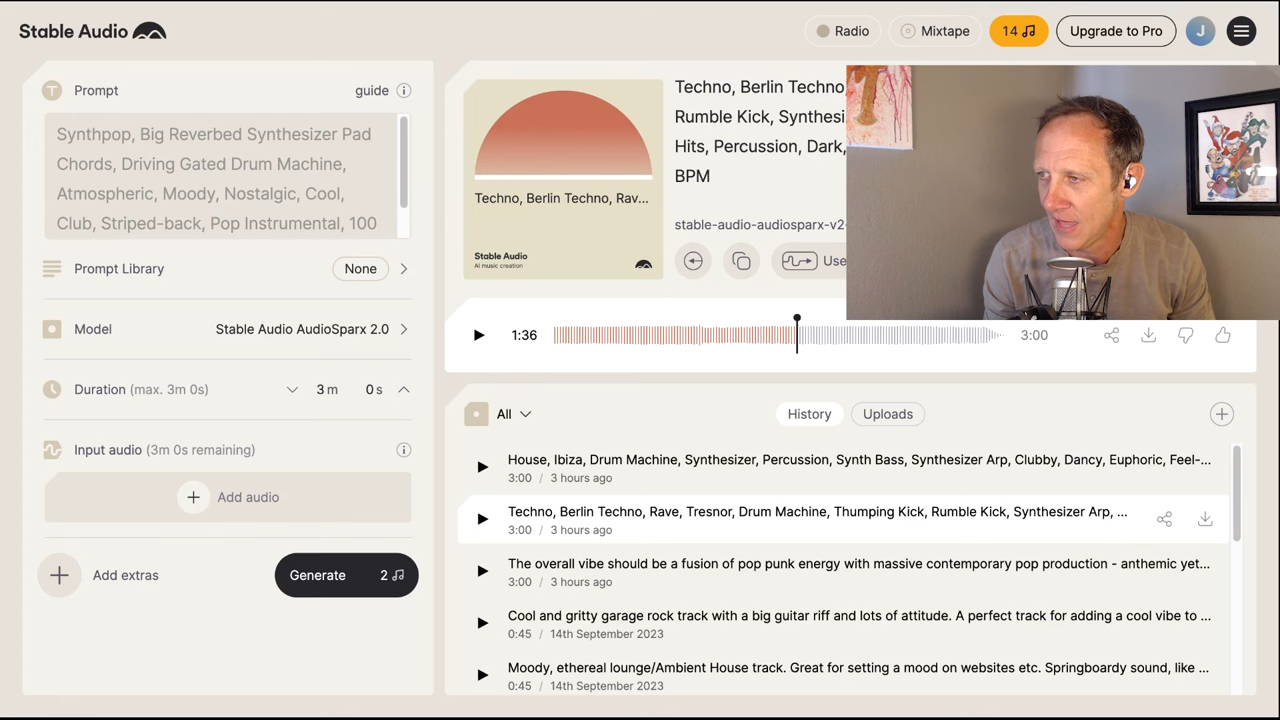 Stable Audio
Radio
Mixtape
14
Upgrade to Pro
J
Prompt
guide
Synthpop, Big Reverbed Synthesizer Pad
Chords, Driving Gated Drum Machine,
Atmospheric, Moody, Nostalgic, Cool,
Club, Striped-back, Pop Instrumental, 100
Prompt Library
None
Model
Stable Audio AudioSparx 2.0
Duration (max. 3m 0s)
3 m 0 s
Input audio (3m 0s remaining)
Add audio
Add extras
Generate 2
Techno, Berlin Techno, Rav...
Stable Audio
AI music creation
Techno, Berlin Techno
Rumble Kick, Synthesi
Hits, Percussion, Dark,
BPM
stable-audio-audiosparx-v2-
Use
1:36
3:00
All
History
Uploads
House, Ibiza, Drum Machine, Synthesizer, Percussion, Synth Bass, Synthesizer Arp, Clubby, Dancy, Euphoric, Feel-...
3:00 / 3 hours ago
Techno, Berlin Techno, Rave, Tresnor, Drum Machine, Thumping Kick, Rumble Kick, Synthesizer Arp, ...
3:00 / 3 hours ago
The overall vibe should be a fusion of pop punk energy with massive contemporary pop production - anthemic yet...
3:00 / 3 hours ago
Cool and gritty garage rock track with a big guitar riff and lots of attitude. A perfect track for adding a cool vibe to ...
0:45 / 14th September 2023
Moody, ethereal lounge/Ambient House track. Great for setting a mood on websites etc. Springboardy sound, like ...
0:45 / 14th September 2023